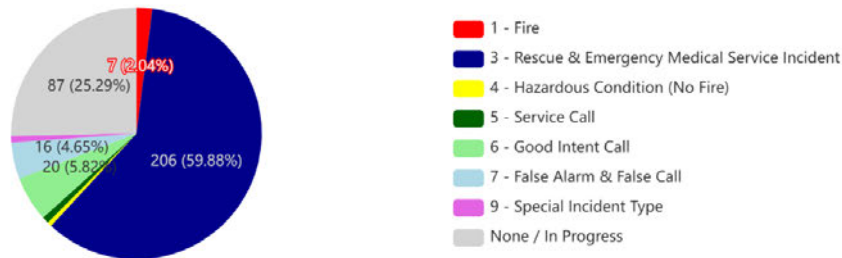 7 (2.04%)
87 (25.29%)
16 (4.65%)
20 (5.82%)
206 (59.88%)
1 - Fire
3 - Rescue & Emergency Medical Service Incident
4 - Hazardous Condition (No Fire)
5 - Service Call
6 - Good Intent Call
7 - False Alarm & False Call
9 - Special Incident Type
None / In Progress